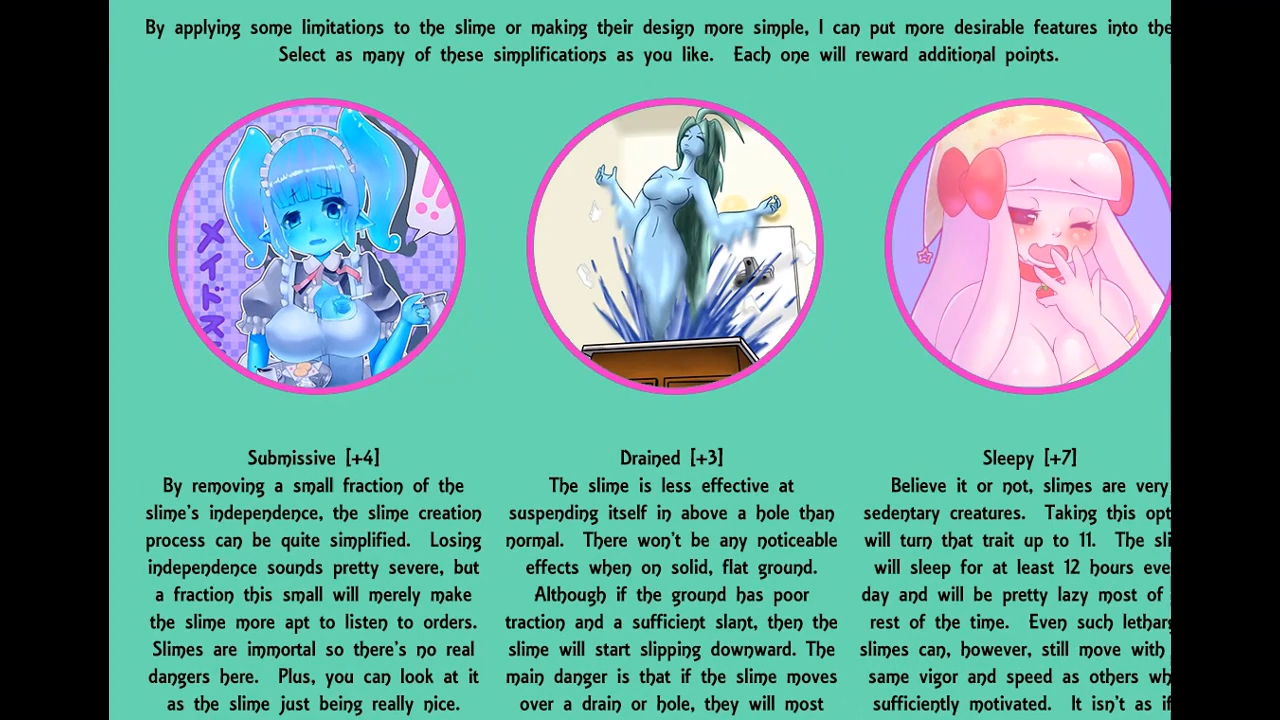 By applying some limitations to the slime or making their design more simple, I can put more desirable features into the
Select as many of these simplifications as you like. Each one will reward additional points.
メイドス
Submissive [+4]
By removing a small fraction of the
slime's independence, the slime creation
process can be quite simplified. Losing
independence sounds pretty severe, but
a fraction this small will merely make
the slime more apt to listen to orders.
Slimes are immortal so there's no real
dangers here. Plus, you can look at it
as the slime just being really nice.
Drained [+3]
The slime is less effective at
suspending itself in above a hole than
normal. There won't be any noticeable
effects when on solid, flat ground.
Although if the ground has poor
traction and a sufficient slant, then the
slime will start slipping downward. The
main danger is that if the slime moves
over a drain or hole, they will most
Sleepy [+7]
Believe it or not, slimes are very
sedentary creatures. Taking this opt
will turn that trait up to 11. The sli
will sleep for at least 12 hours eve
day and will be pretty lazy most of
rest of the time. Even such letharg
slimes can, however, still move with
same vigor and speed as others wh
sufficiently motivated. It isn't as if